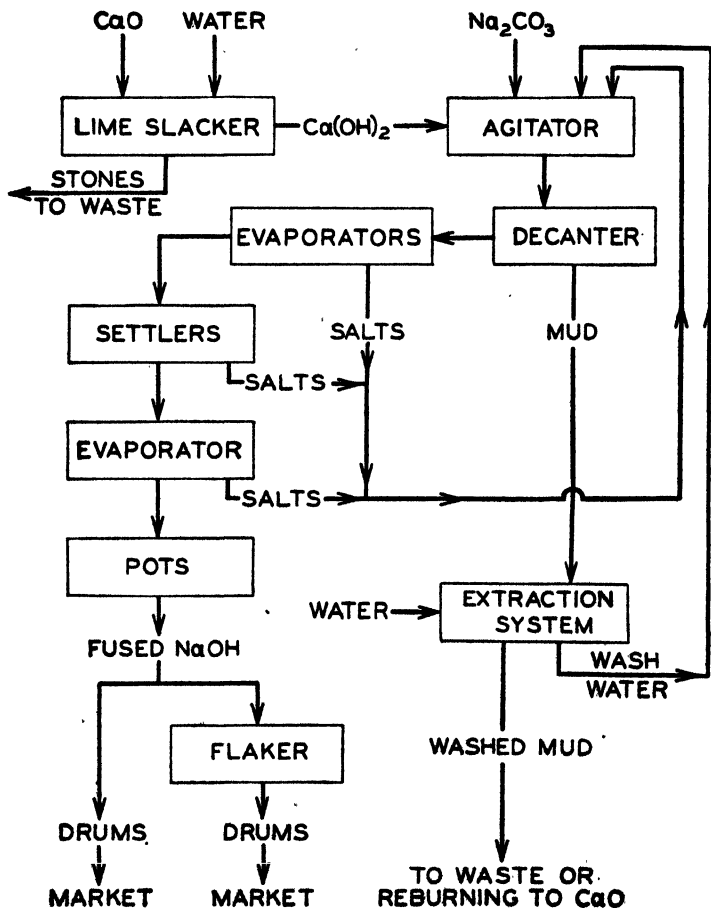 CaO
WATER
Na₂CO₃
LIME SLACKER
Ca(OH)₂
AGITATOR
STONES
TO WASTE
EVAPORATORS
DECANTER
SETTLERS
SALTS
MUD
SALTS
EVAPORATOR
SALTS
POTS
WATER
EXTRACTION
SYSTEM
FUSED NaOH
WASH
WATER
FLAKER
WASHED MUD
DRUMS
DRUMS
MARKET
MARKET
TO WASTE OR
REBURNING TO CaO